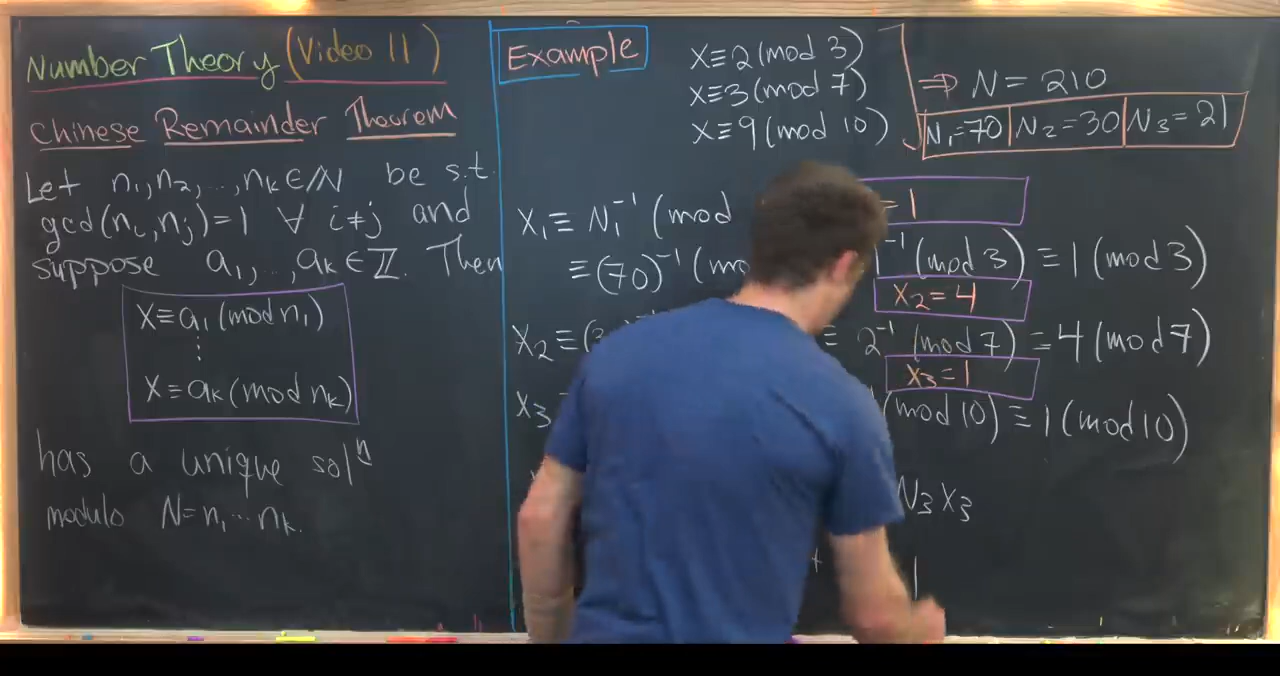 Number Theory (Video 11)
Chinese Remainder Theorem
Let n₁,n₂,...,nₖ∈ℕ be s.t.
gcd(nᵢ,nⱼ)=1 ∀ i≠j and
suppose a₁,...,aₖ∈ℤ. Then
x≡a₁(mod n₁)
⋮
x≡aₖ(mod nₖ)
has a unique solⁿ
modulo N=n₁⋯nₖ.
Example
x≡2(mod 3)
x≡3(mod 7)
x≡9(mod 10)
⇒ N=210
N₁=70 N₂=30 N₃=21
x₁≡N₁⁻¹(mod =1
≡(70)⁻¹(mo ⁻¹(mod 3)≡1(mod 3)
x₂=4
x₂≡( ≡ 2⁻¹(mod 7)=4(mod 7)
x₃=1
x₃ (mod 10)≡1(mod 10)
N₃x₃
+